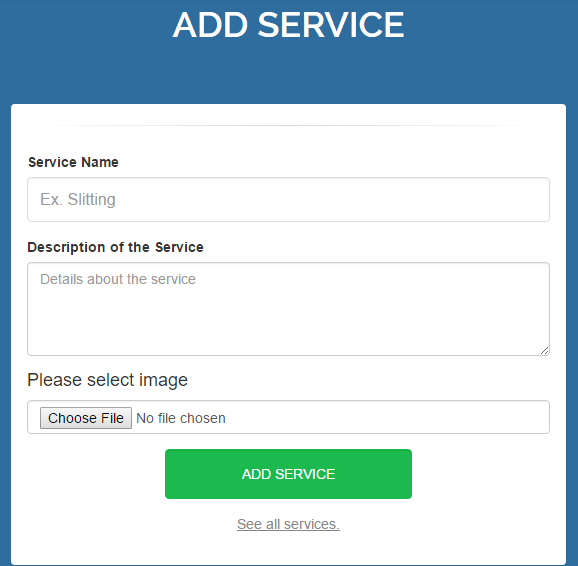 ADD SERVICE
Service Name
Ex. Slitting
Description of the Service
Details about the service
Please select image
Choose File No file chosen
ADD SERVICE
See all services.